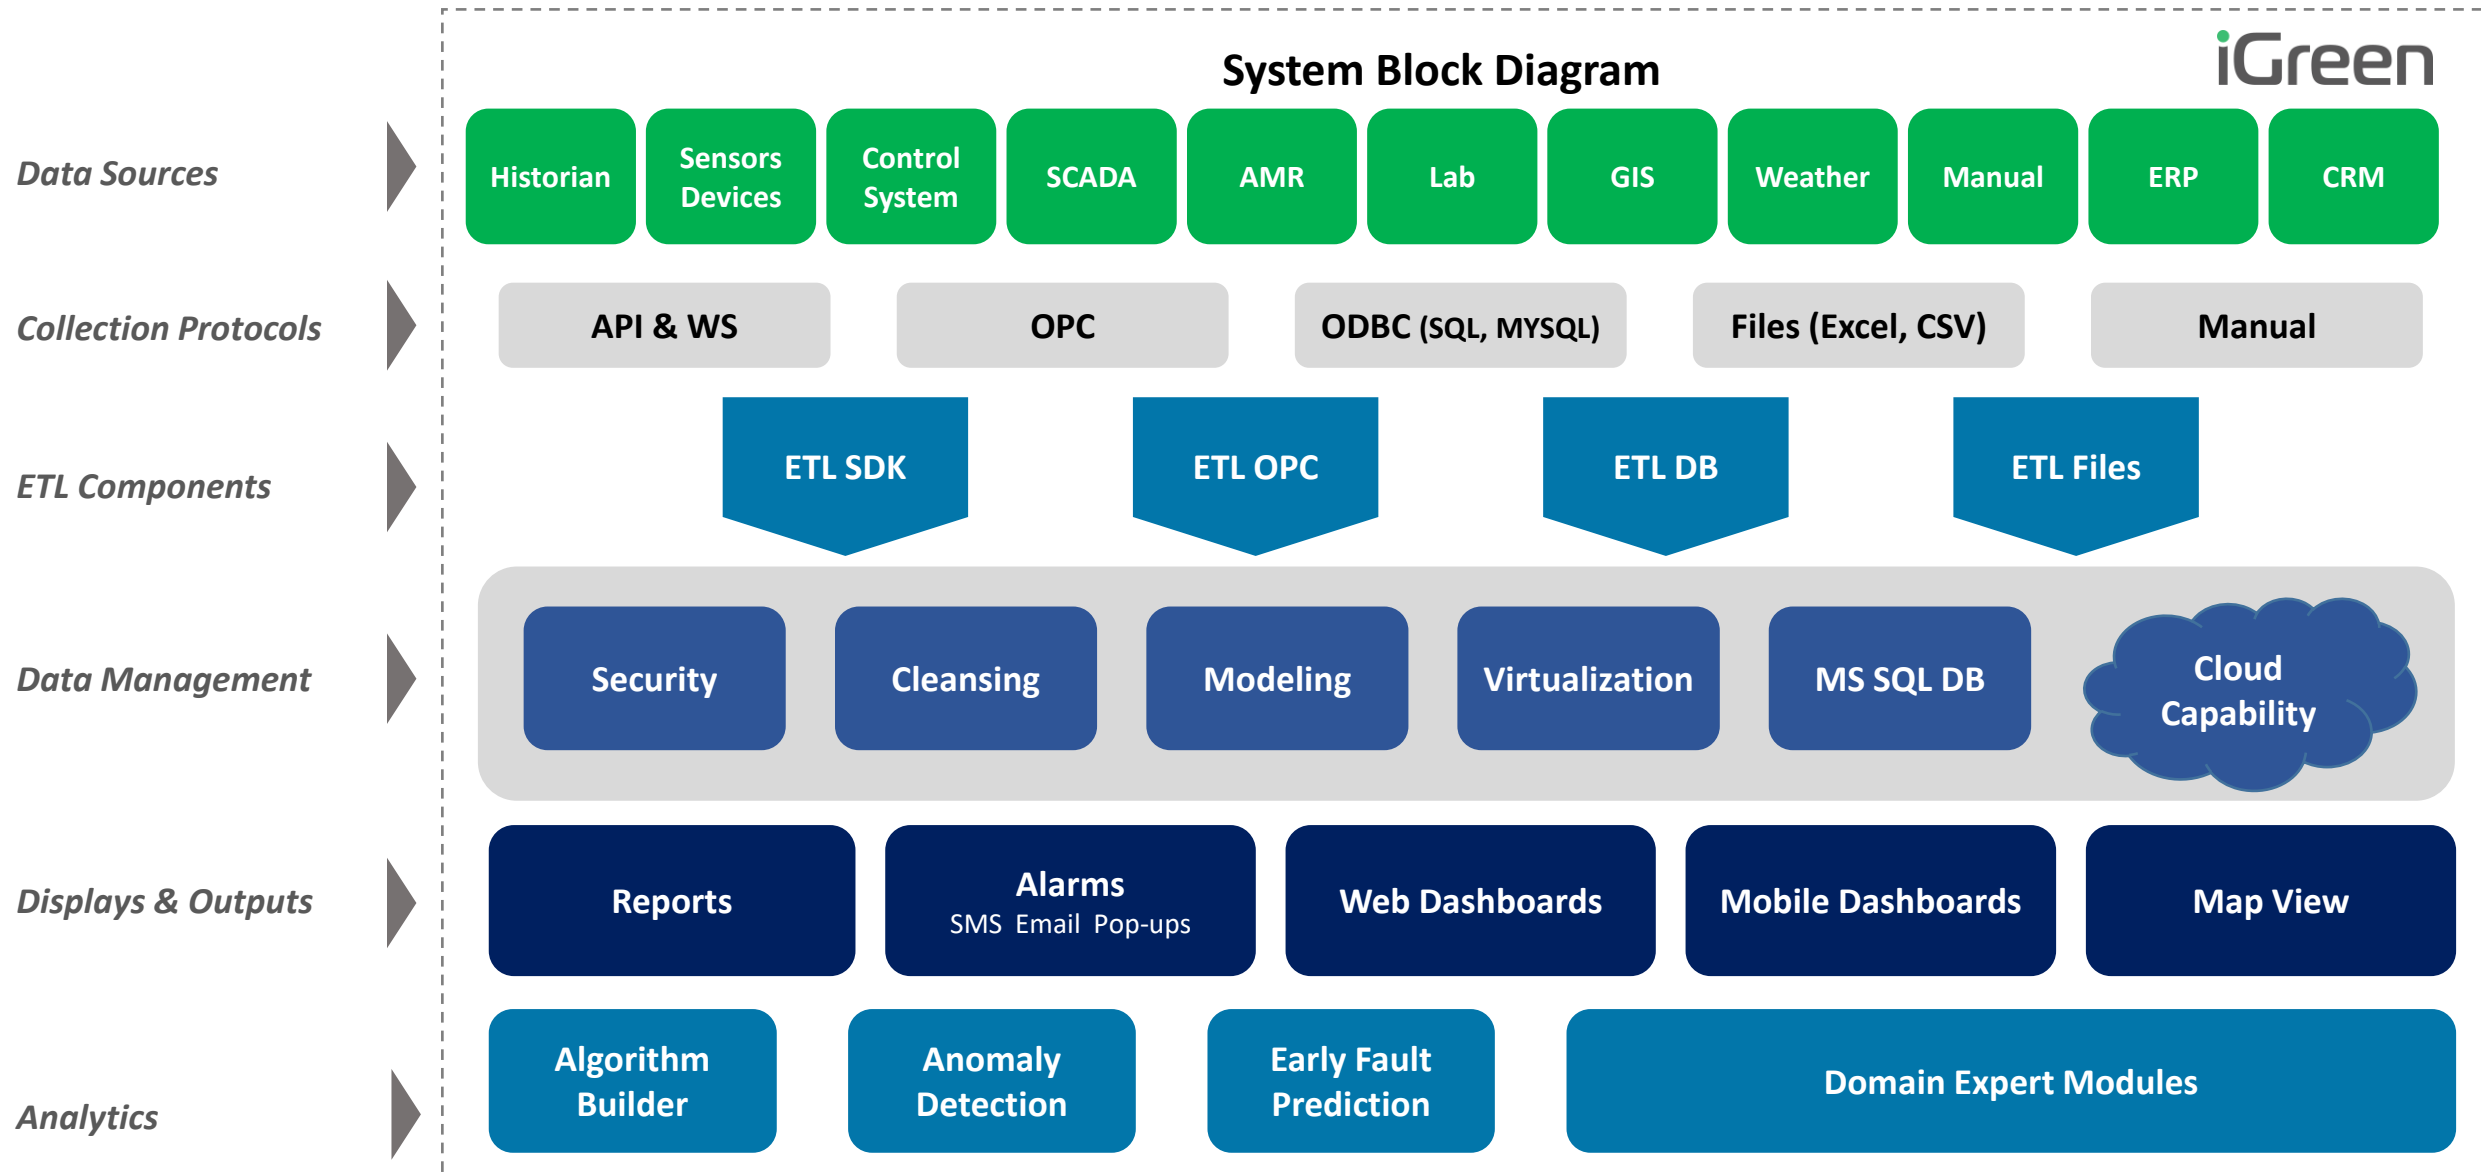 System Block Diagram
iGreen
Data Sources
Historian
Sensors
Devices
Control
System
SCADA
AMR
Lab
GIS
Weather
Manual
ERP
CRM
Collection Protocols
API & WS
OPC
ODBC (SQL, MYSQL)
Files (Excel, CSV)
Manual
ETL Components
ETL SDK
ETL OPC
ETL DB
ETL Files
Data Management
Security
Cleansing
Modeling
Virtualization
MS SQL DB
Cloud
Capability
Displays & Outputs
Reports
Alarms
SMS Email Pop-ups
Web Dashboards
Mobile Dashboards
Map View
Analytics
Algorithm
Builder
Anomaly
Detection
Early Fault
Prediction
Domain Expert Modules